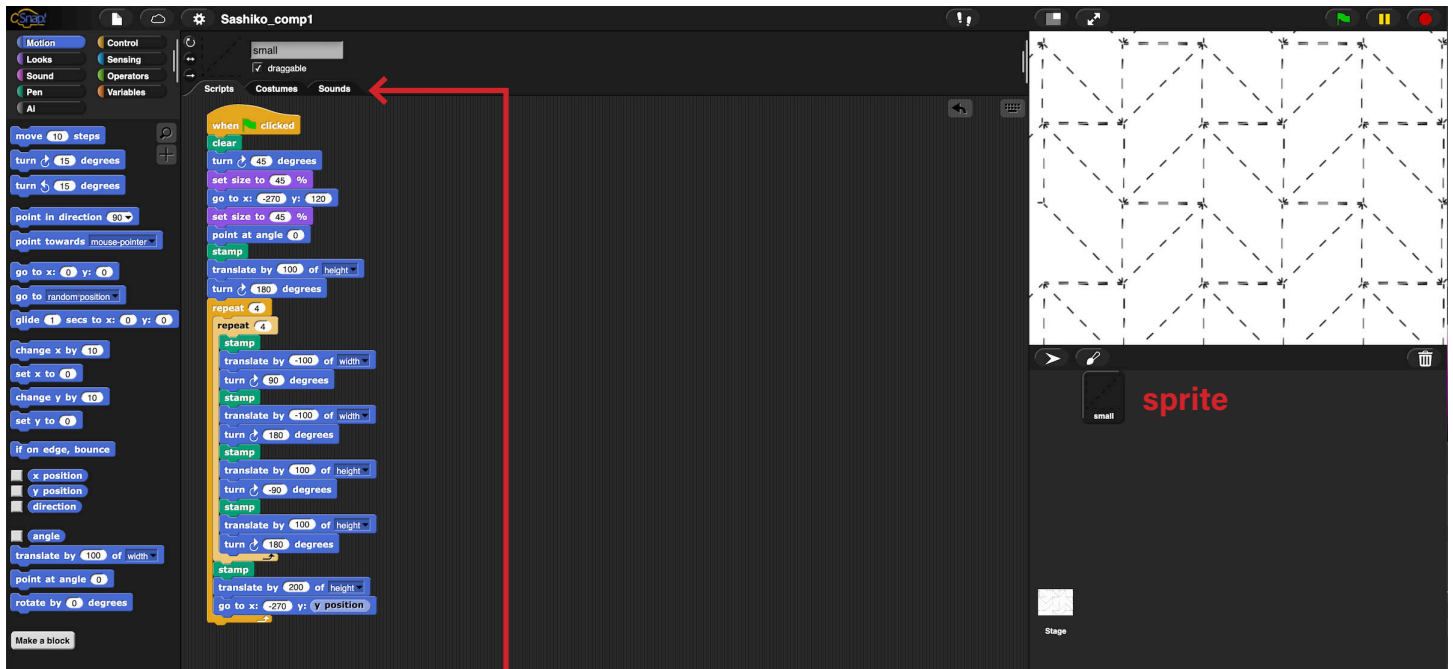 CSnap!
Sashiko_comp1
Motion
Control
Looks
Sensing
Sound
Operators
Pen
Variables
AI
small
draggable
Scripts
Costumes
Sounds
move 10 steps
turn 15 degrees
turn 15 degrees
point in direction 90
point towards mouse-pointer
go to x: 0 y: 0
go to random position
glide 1 secs to x: 0 y: 0
change x by 10
set x to 0
change y by 10
set y to 0
if on edge, bounce
x position
y position
direction
angle
translate by 100 of width
point at angle 0
rotate by 0 degrees
Make a block
when clicked
clear
turn 45 degrees
set size to 45 %
go to x: -270 y: 120
set size to 45 %
point at angle 0
stamp
translate by 100 of height
turn 180 degrees
repeat 4
repeat 4
stamp
translate by -100 of width
turn 90 degrees
stamp
translate by -100 of width
turn 180 degrees
stamp
translate by 100 of height
turn -90 degrees
stamp
translate by 100 of height
turn 180 degrees
stamp
translate by 200 of height
go to x: -270 y: y position
small
sprite
Stage